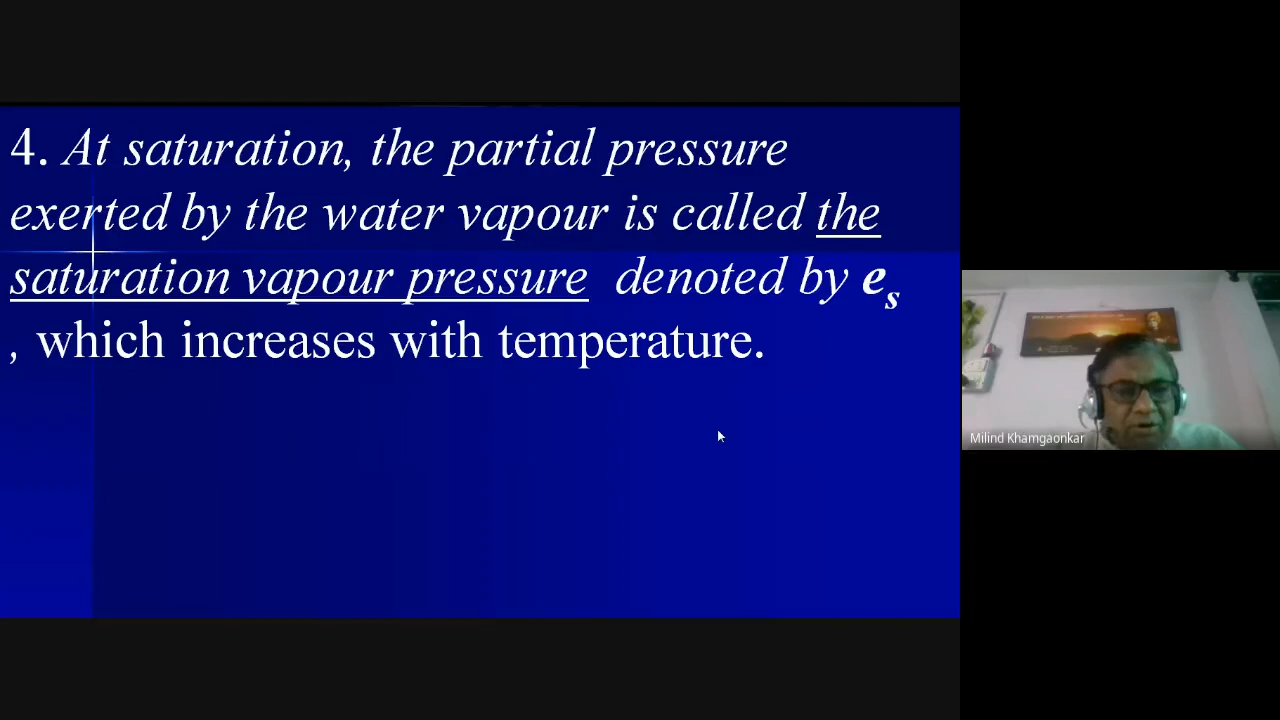 4. At saturation, the partial pressure
exerted by the water vapour is called the
saturation vapour pressure denoted by es
, which increases with temperature.
Milind Khamgaonkar